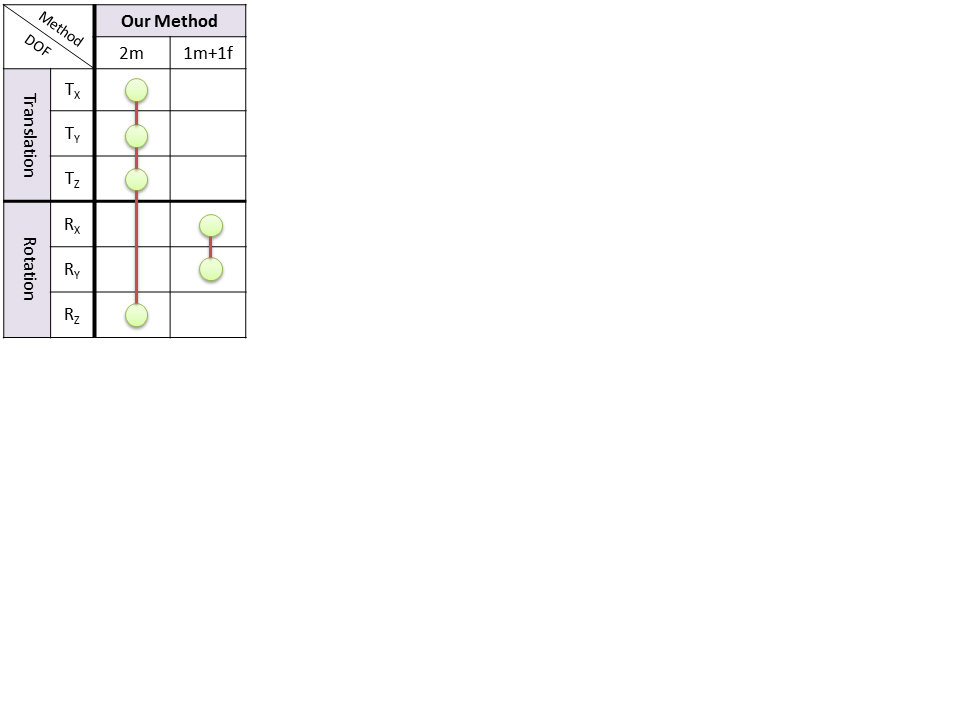 Method
DOF
Our Method
2m
1m+1f
Translation
TX
TY
TZ
Rotation
RX
RY
RZ